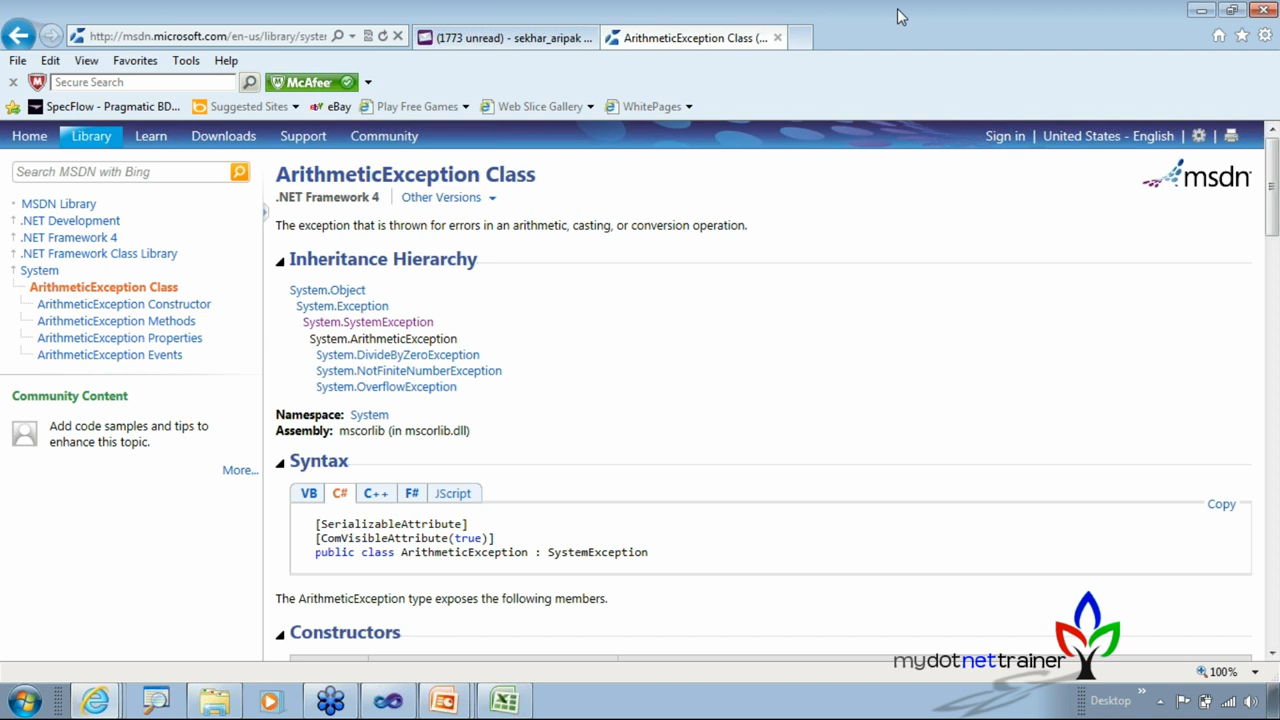 http://msdn.microsoft.com/en-us/library/syster
(1773 unread) - sekhar_aripak ...
ArithmeticException Class (...
File Edit View Favorites Tools Help
Secure Search
McAfee
SpecFlow - Pragmatic BD...
Suggested Sites
eBay
Play Free Games
Web Slice Gallery
WhitePages
Home Library Learn Downloads Support Community
Sign in United States - English
Search MSDN with Bing
MSDN Library
.NET Development
.NET Framework 4
.NET Framework Class Library
System
ArithmeticException Class
ArithmeticException Constructor
ArithmeticException Methods
ArithmeticException Properties
ArithmeticException Events
Community Content
Add code samples and tips to
enhance this topic.
More...
ArithmeticException Class
msdn
.NET Framework 4 Other Versions
The exception that is thrown for errors in an arithmetic, casting, or conversion operation.
Inheritance Hierarchy
System.Object
System.Exception
System.SystemException
System.ArithmeticException
System.DivideByZeroException
System.NotFiniteNumberException
System.OverflowException
Namespace: System
Assembly: mscorlib (in mscorlib.dll)
Syntax
VB C# C++ F# JScript
Copy
[SerializableAttribute]
[ComVisibleAttribute(true)]
public class ArithmeticException : SystemException
The ArithmeticException type exposes the following members.
Constructors
mydotnettrainer
100%
Desktop